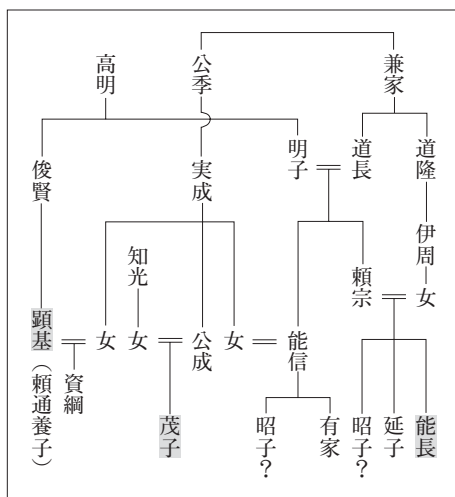 兼家
公季
高明
道隆
道長
明子
実成
俊賢
伊周
女
頼宗
能信
女
公成
知光
女
女
顕基(頼通養子)
資綱
能長
延子
昭子?
有家
昭子?
茂子